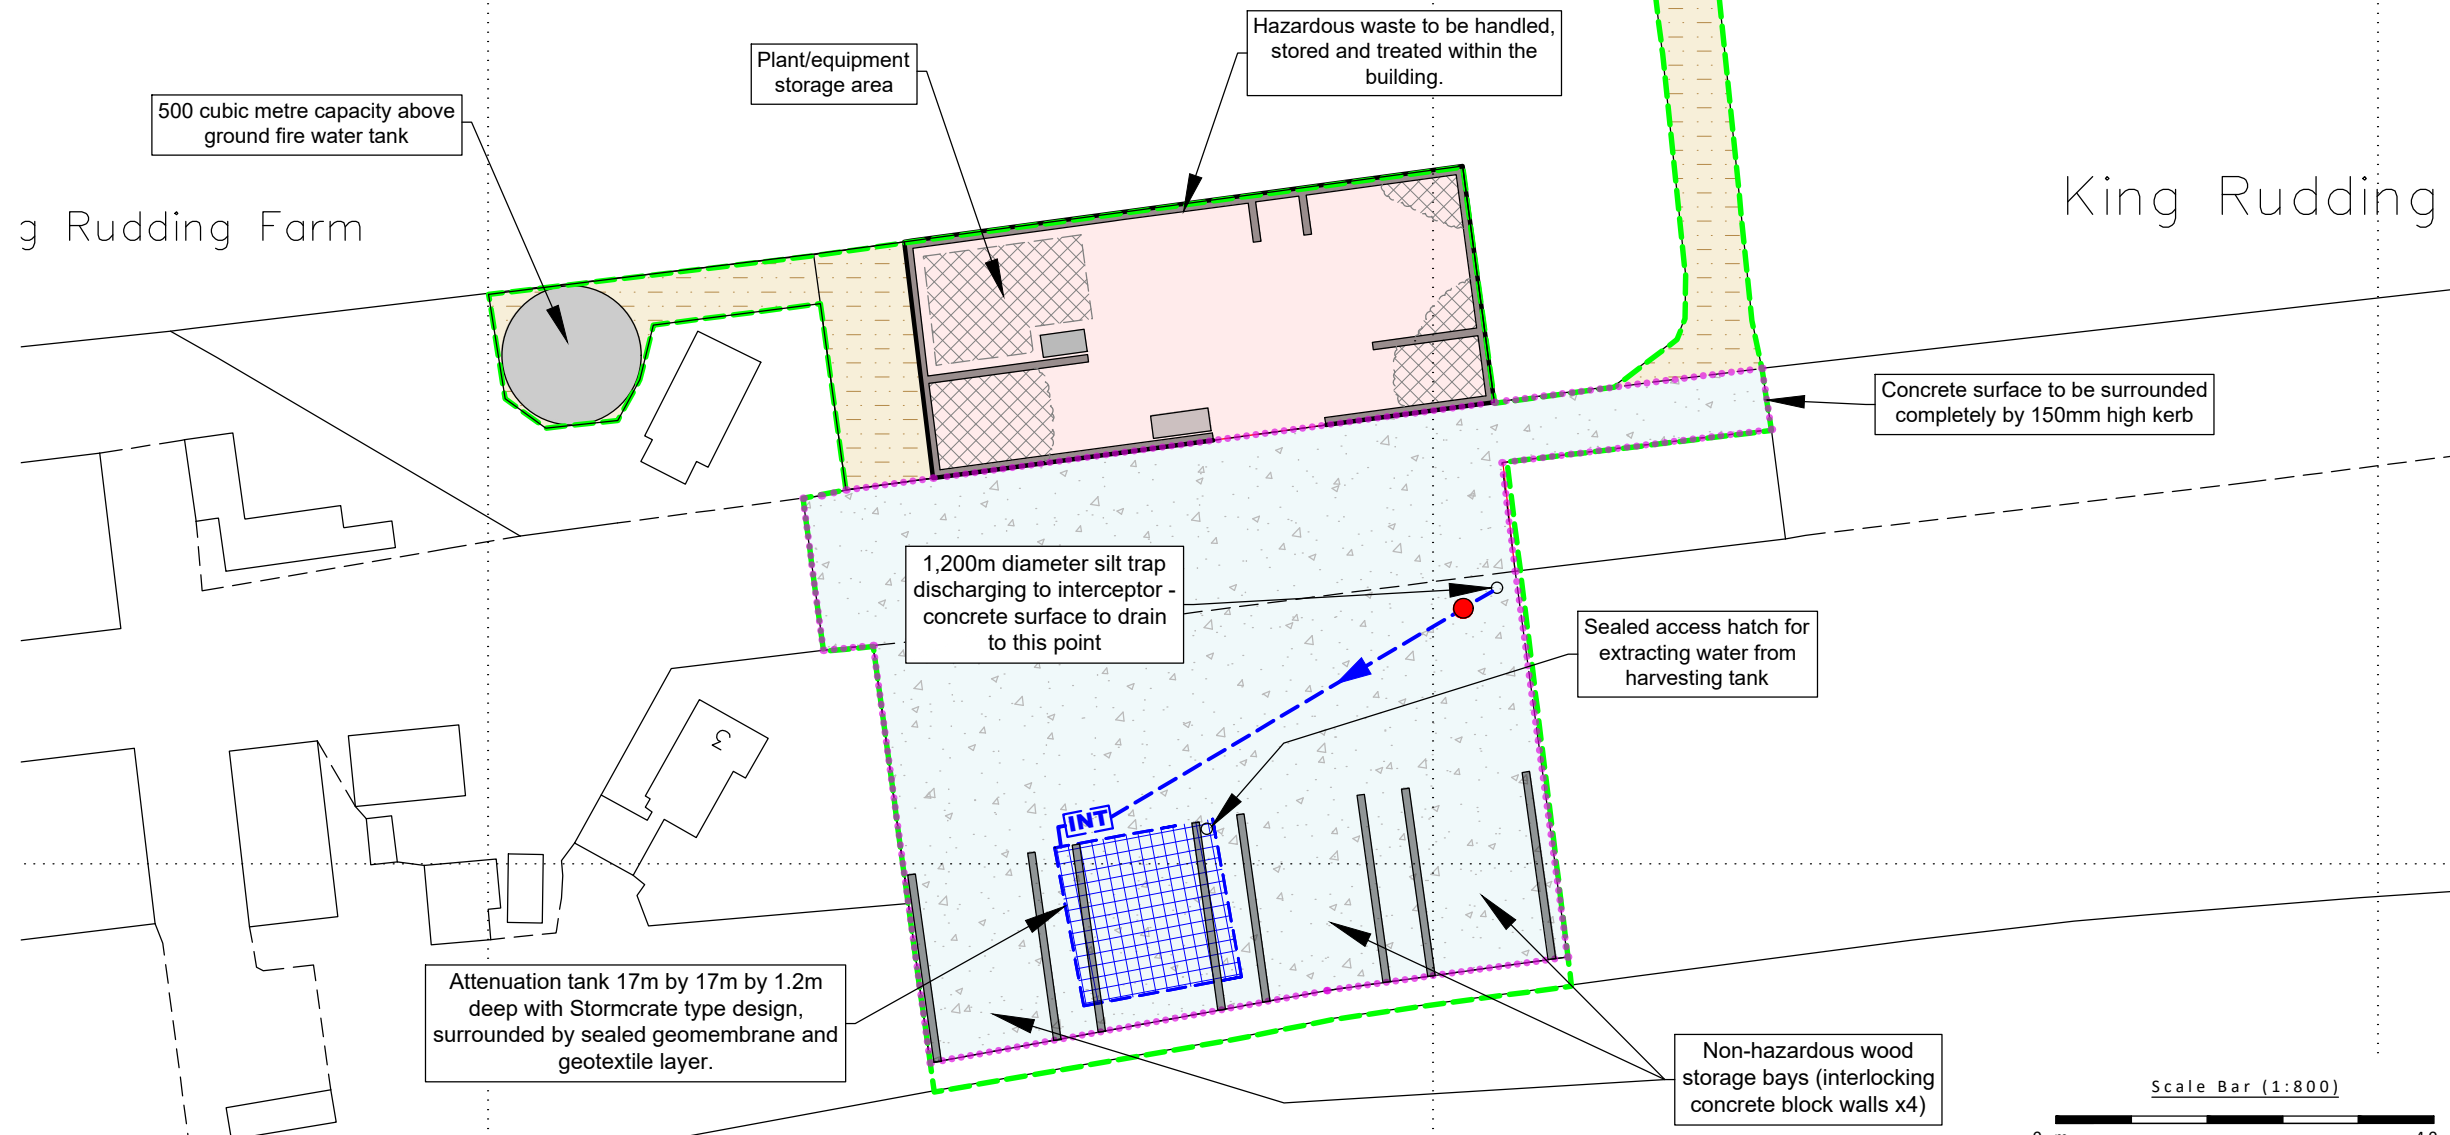 Hazardous waste to be handled,
stored and treated within the
building.
Plant/equipment
storage area
500 cubic metre capacity above
ground fire water tank
g Rudding Farm
King Rudding
Concrete surface to be surrounded
completely by 150mm high kerb
1,200m diameter silt trap
discharging to interceptor -
concrete surface to drain
to this point
Sealed access hatch for
extracting water from
harvesting tank
3
INT
Attenuation tank 17m by 17m by 1.2m
deep with Stormcrate type design,
surrounded by sealed geomembrane and
geotextile layer.
Non-hazardous wood
storage bays (interlocking
concrete block walls x4)
Scale Bar (1:800)